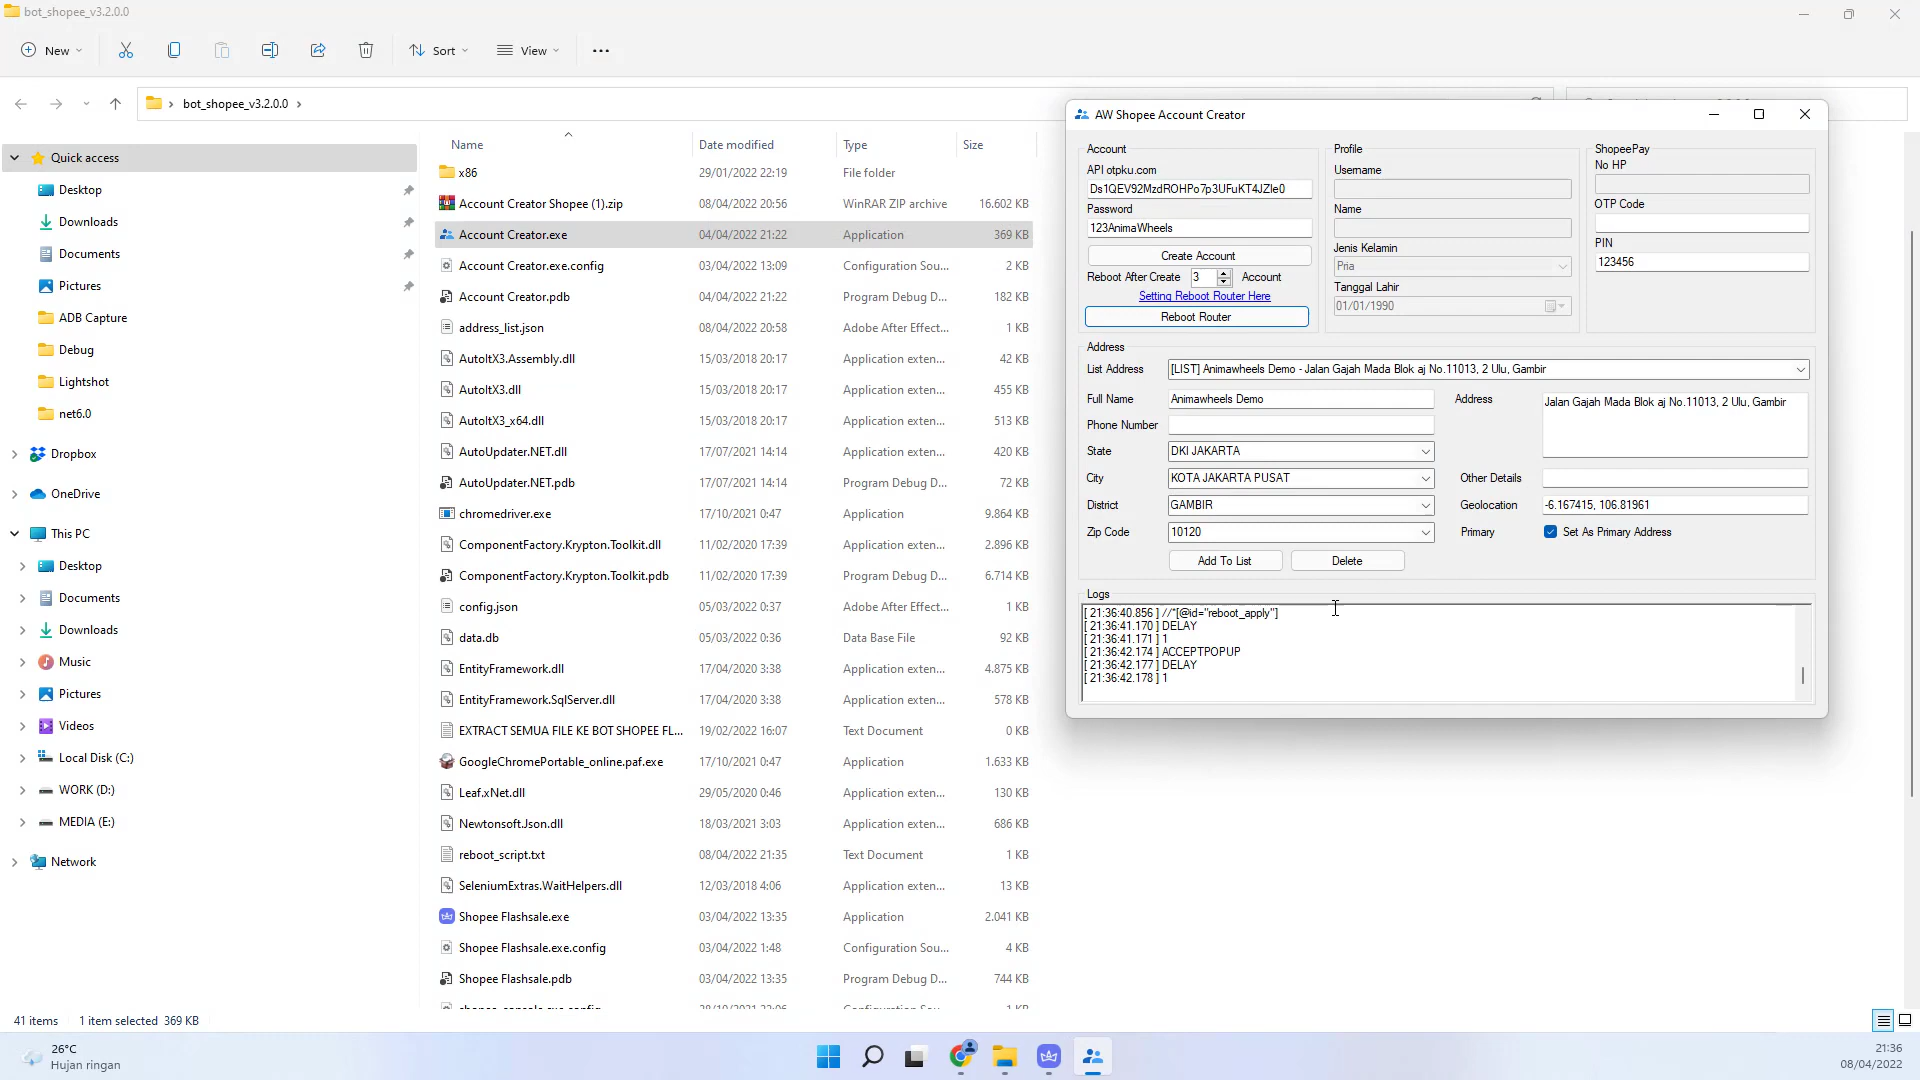 bot_shopee_v3.2.0.0
New
Sort
View
bot_shopee_v3.2.0.0
Quick access
Desktop
Downloads
Documents
Pictures
ADB Capture
Debug
Lightshot
net6.0
Dropbox
OneDrive
This PC
Desktop
Documents
Downloads
Music
Pictures
Videos
Local Disk (C:)
WORK (D:)
MEDIA (E:)
Network
Name Date modified Type Size
x86 29/01/2022 22:19 File folder
Account Creator Shopee (1).zip 08/04/2022 20:56 WinRAR ZIP archive 16.602 KB
Account Creator.exe 04/04/2022 21:22 Application 369 KB
Account Creator.exe.config 03/04/2022 13:09 Configuration Sou... 2 KB
Account Creator.pdb 04/04/2022 21:22 Program Debug D... 182 KB
address_list.json 08/04/2022 20:58 Adobe After Effect... 1 KB
AutoItX3.Assembly.dll 15/03/2018 20:17 Application exten... 42 KB
AutoItX3.dll 15/03/2018 20:17 Application exten... 455 KB
AutoItX3_x64.dll 15/03/2018 20:17 Application exten... 513 KB
AutoUpdater.NET.dll 17/07/2021 14:14 Application exten... 420 KB
AutoUpdater.NET.pdb 17/07/2021 14:14 Program Debug D... 72 KB
chromedriver.exe 17/10/2021 0:47 Application 9.864 KB
ComponentFactory.Krypton.Toolkit.dll 11/02/2020 17:39 Application exten... 2.896 KB
ComponentFactory.Krypton.Toolkit.pdb 11/02/2020 17:39 Program Debug D... 6.714 KB
config.json 05/03/2022 0:37 Adobe After Effect... 1 KB
data.db 05/03/2022 0:36 Data Base File 92 KB
EntityFramework.dll 17/04/2020 3:38 Application exten... 4.875 KB
EntityFramework.SqlServer.dll 17/04/2020 3:38 Application exten... 578 KB
EXTRACT SEMUA FILE KE BOT SHOPEE FL... 19/02/2022 16:07 Text Document 0 KB
GoogleChromePortable_online.paf.exe 17/10/2021 0:47 Application 1.633 KB
Leaf.xNet.dll 29/05/2020 0:46 Application exten... 130 KB
Newtonsoft.Json.dll 18/03/2021 3:03 Application exten... 686 KB
reboot_script.txt 08/04/2022 21:35 Text Document 1 KB
SeleniumExtras.WaitHelpers.dll 12/03/2018 4:06 Application exten... 13 KB
Shopee Flashsale.exe 03/04/2022 13:35 Application 2.041 KB
Shopee Flashsale.exe.config 03/04/2022 1:48 Configuration Sou... 4 KB
Shopee Flashsale.pdb 03/04/2022 13:35 Program Debug D... 744 KB
AW Shopee Account Creator
Account
API otpku.com
Ds1QEV92MzdROHPo7p3UFuKT4JZIe0
Password
123AnimaWheels
Create Account
Reboot After Create 3 Account
Setting Reboot Router Here
Reboot Router
Profile
Username
Name
Jenis Kelamin
Pria
Tanggal Lahir
01/01/1990
ShopeePay
No HP
OTP Code
PIN
123456
Address
List Address [LIST] Animawheels Demo - Jalan Gajah Mada Blok aj No.11013, 2 Ulu, Gambir
Full Name Animawheels Demo
Phone Number
State DKI JAKARTA
City KOTA JAKARTA PUSAT
District GAMBIR
Zip Code 10120
Address Jalan Gajah Mada Blok aj No.11013, 2 Ulu, Gambir
Other Details
Geolocation -6.167415, 106.81961
Primary Set As Primary Address
Add To List Delete
Logs
[ 21:36:40.856 ] //*[@id="reboot_apply"]
[ 21:36:41.170 ] DELAY
[ 21:36:41.171 ] 1
[ 21:36:42.174 ] ACCEPTPOPUP
[ 21:36:42.177 ] DELAY
[ 21:36:42.178 ] 1
41 items 1 item selected 369 KB
26°C
Hujan ringan
21:36
08/04/2022